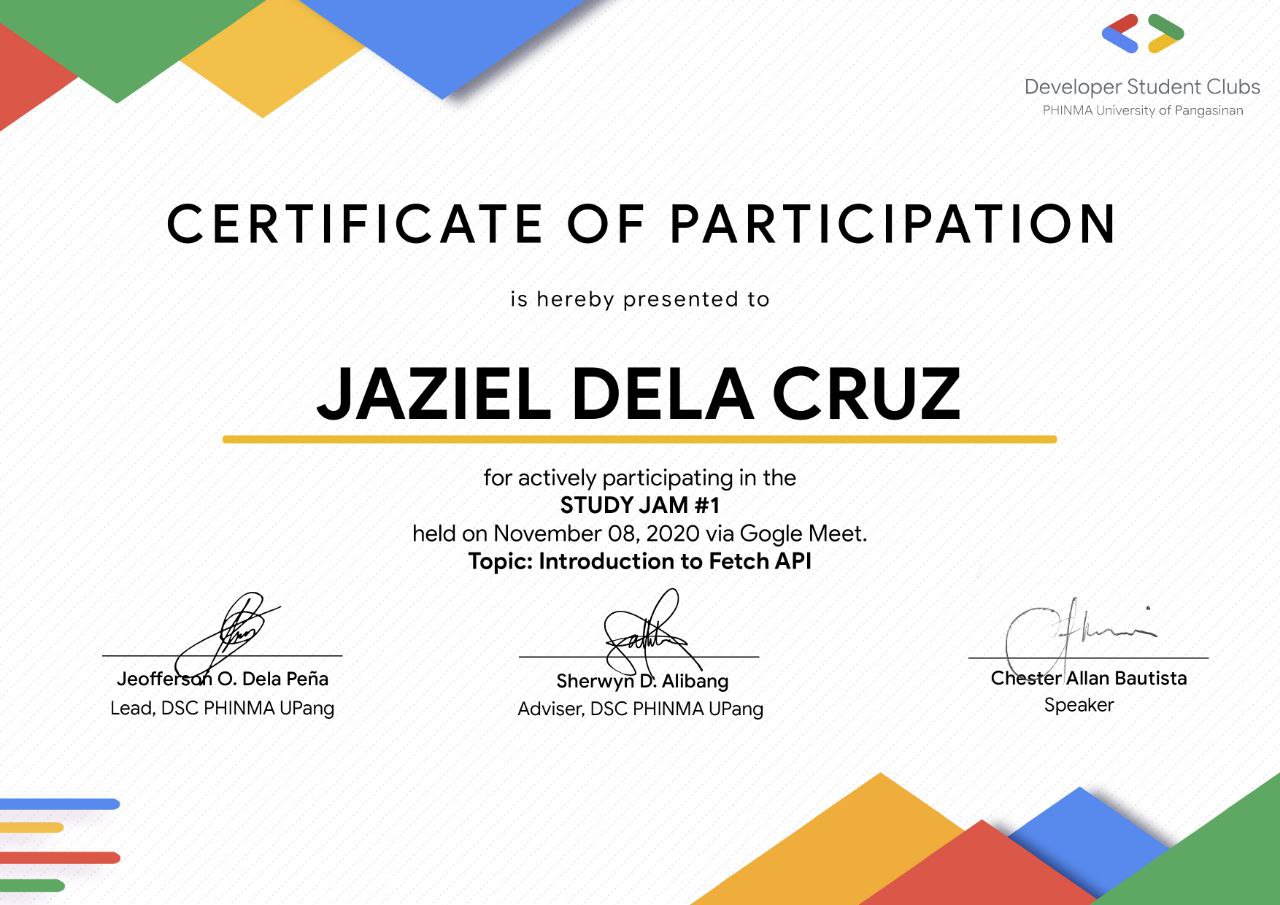 Developer Student Clubs
PHINMA University of Pangasinan
CERTIFICATE OF PARTICIPATION
is hereby presented to
JAZIEL DELA CRUZ
for actively participating in the
STUDY JAM #1
held on November 08, 2020 via Gogle Meet.
Topic: Introduction to Fetch API
Jeofferson O. Dela Peña
Lead, DSC PHINMA UPang
Sherwyn D. Alibang
Adviser, DSC PHINMA UPang
Chester Allan Bautista
Speaker